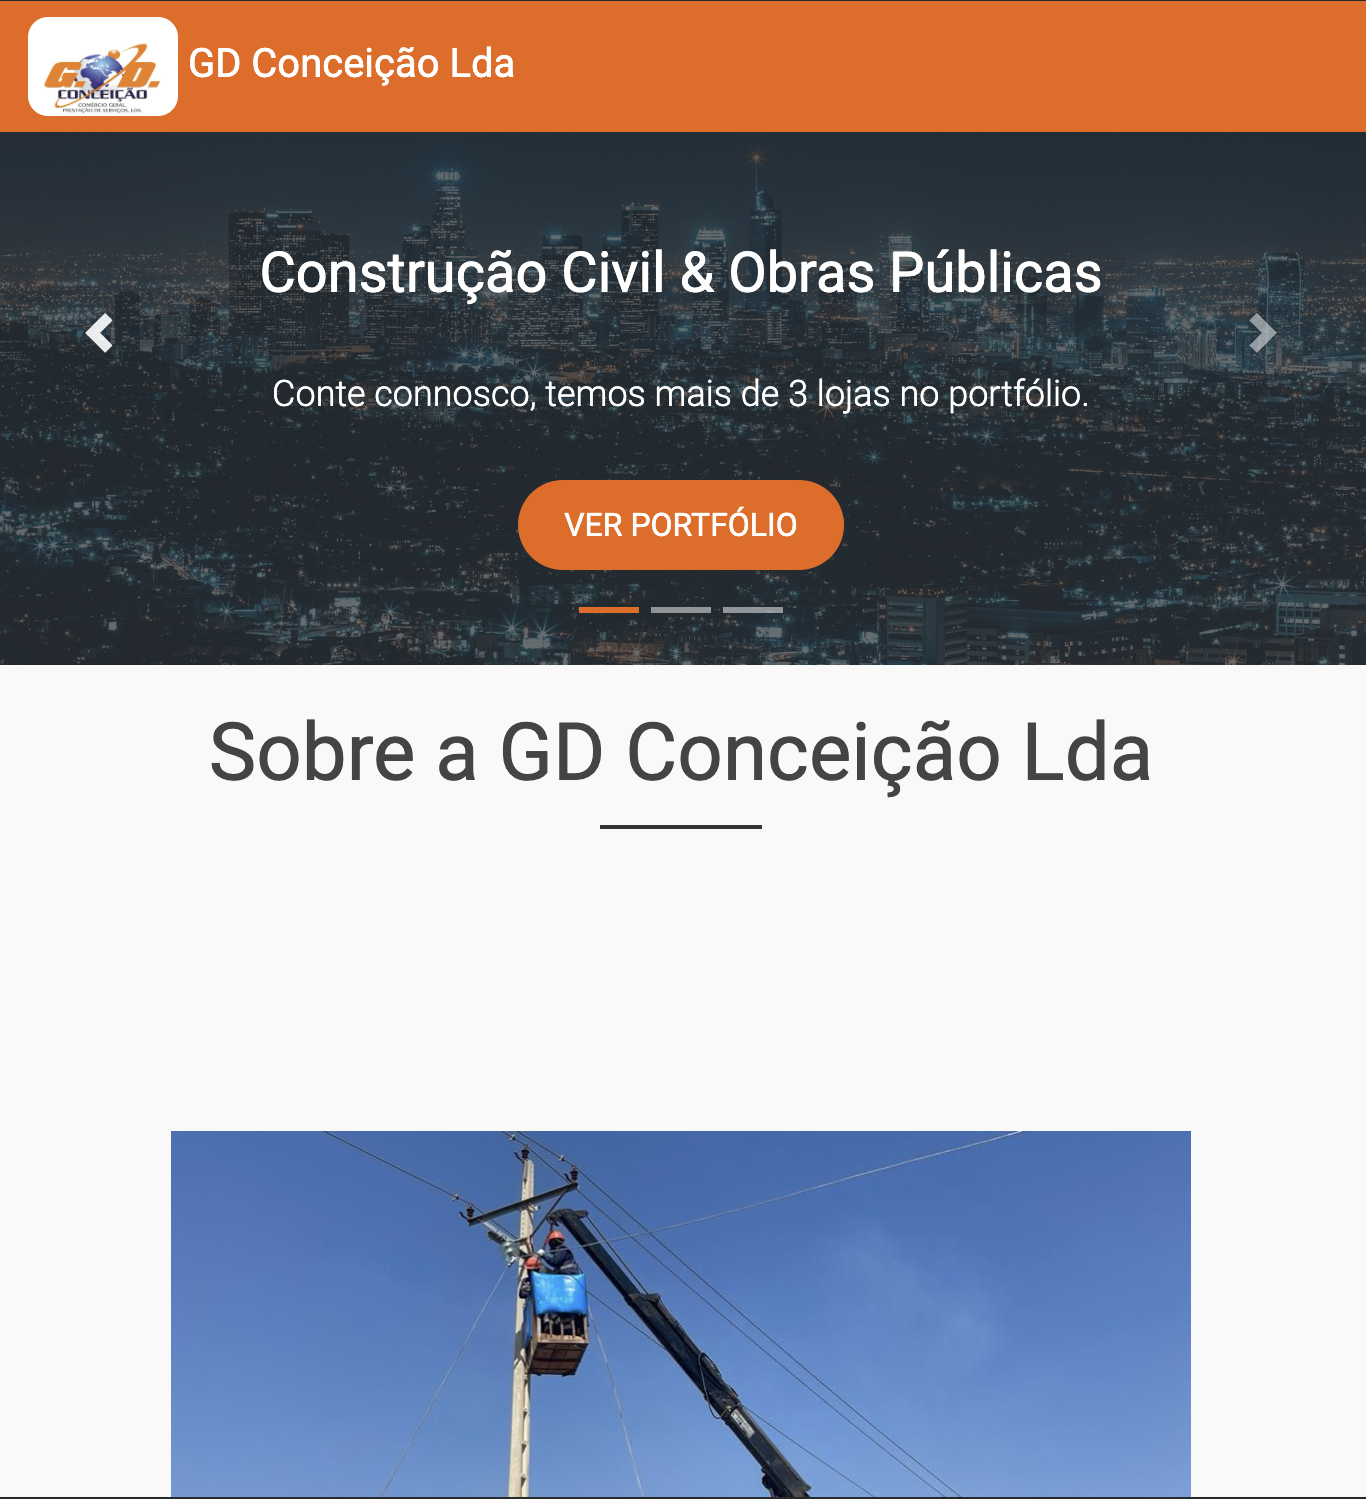 G.D.
CONCEIÇÃO
COMÉRCIO GERAL,
PRESTAÇÃO DE SERVIÇOS, LDA.
GD Conceição Lda
Construção Civil & Obras Públicas
Conte connosco, temos mais de 3 lojas no portfólio.
VER PORTFÓLIO
Sobre a GD Conceição Lda